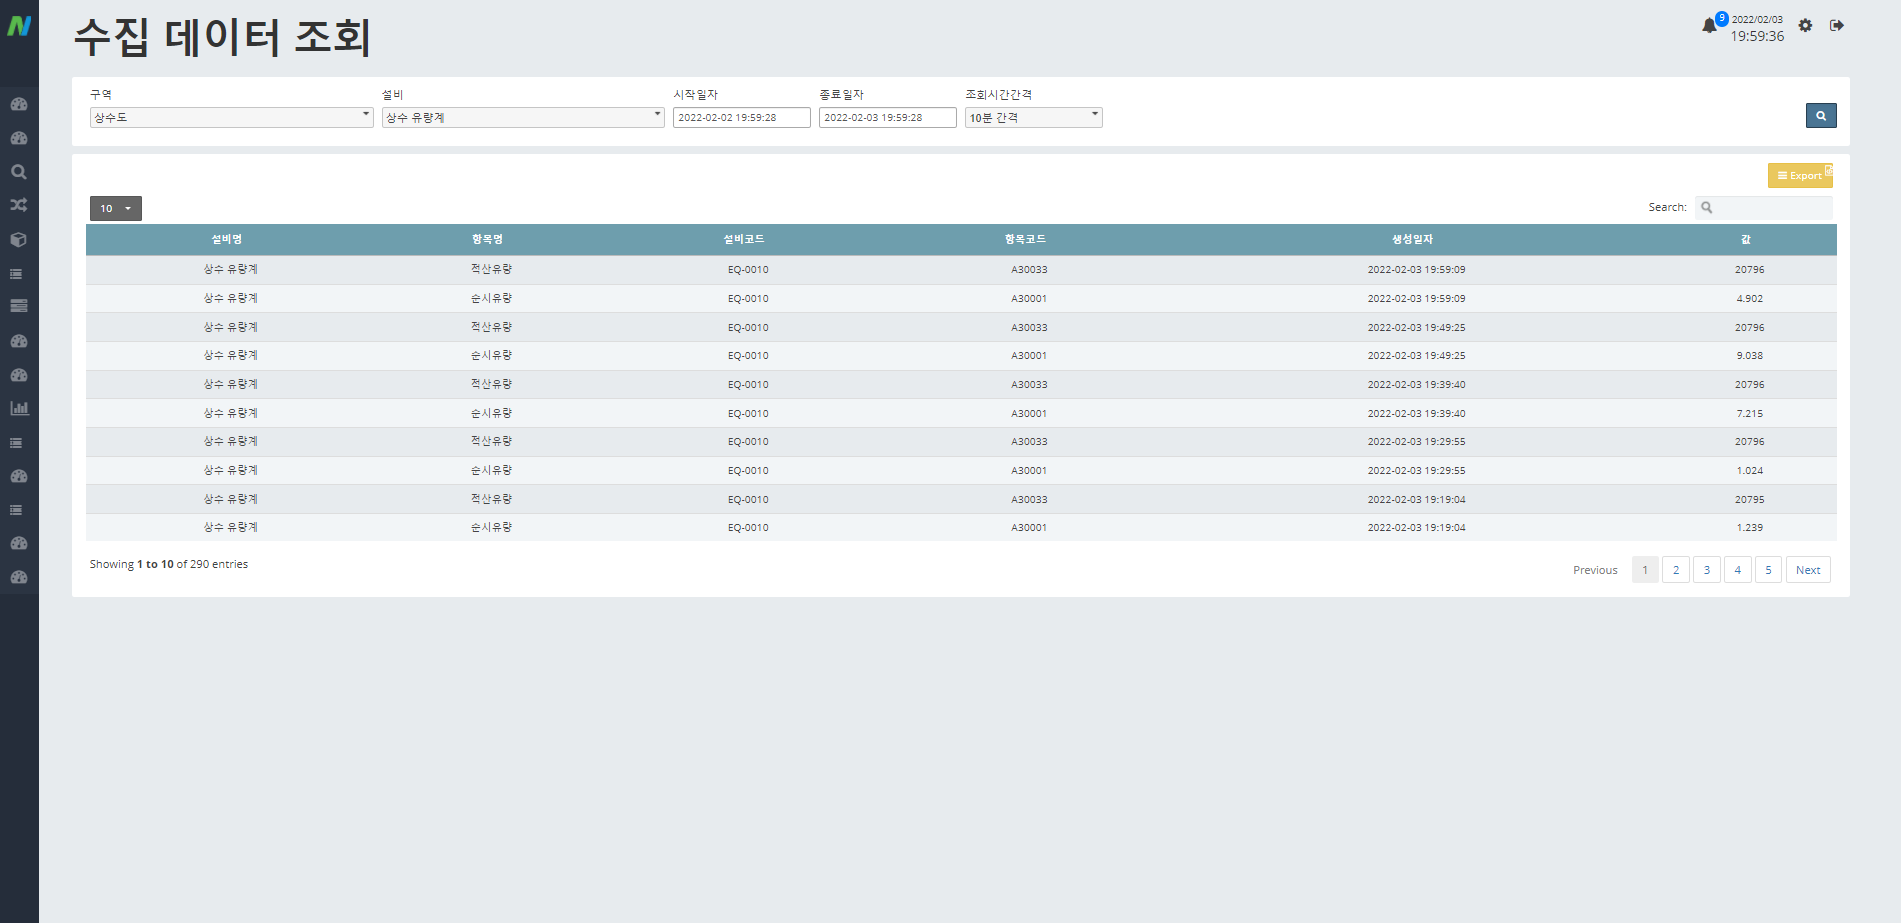 수집 데이터 조회
9
2022/02/03
19:59:36
구역 설비 시작일자 종료일자 조회시간간격
상수도 상수 유량계 2022-02-02 19:59:28 2022-02-03 19:59:28 10분 간격
Export
10 Search:
설비명 항목명 설비코드 항목코드 생성일자 값
상수 유량계 적산유량 EQ-0010 A30033 2022-02-03 19:59:09 20796
상수 유량계 순시유량 EQ-0010 A30001 2022-02-03 19:59:09 4.902
상수 유량계 적산유량 EQ-0010 A30033 2022-02-03 19:49:25 20796
상수 유량계 순시유량 EQ-0010 A30001 2022-02-03 19:49:25 9.038
상수 유량계 적산유량 EQ-0010 A30033 2022-02-03 19:39:40 20796
상수 유량계 순시유량 EQ-0010 A30001 2022-02-03 19:39:40 7.215
상수 유량계 적산유량 EQ-0010 A30033 2022-02-03 19:29:55 20796
상수 유량계 순시유량 EQ-0010 A30001 2022-02-03 19:29:55 1.024
상수 유량계 적산유량 EQ-0010 A30033 2022-02-03 19:19:04 20795
상수 유량계 순시유량 EQ-0010 A30001 2022-02-03 19:19:04 1.239
Showing 1 to 10 of 290 entries
Previous 1 2 3 4 5 Next